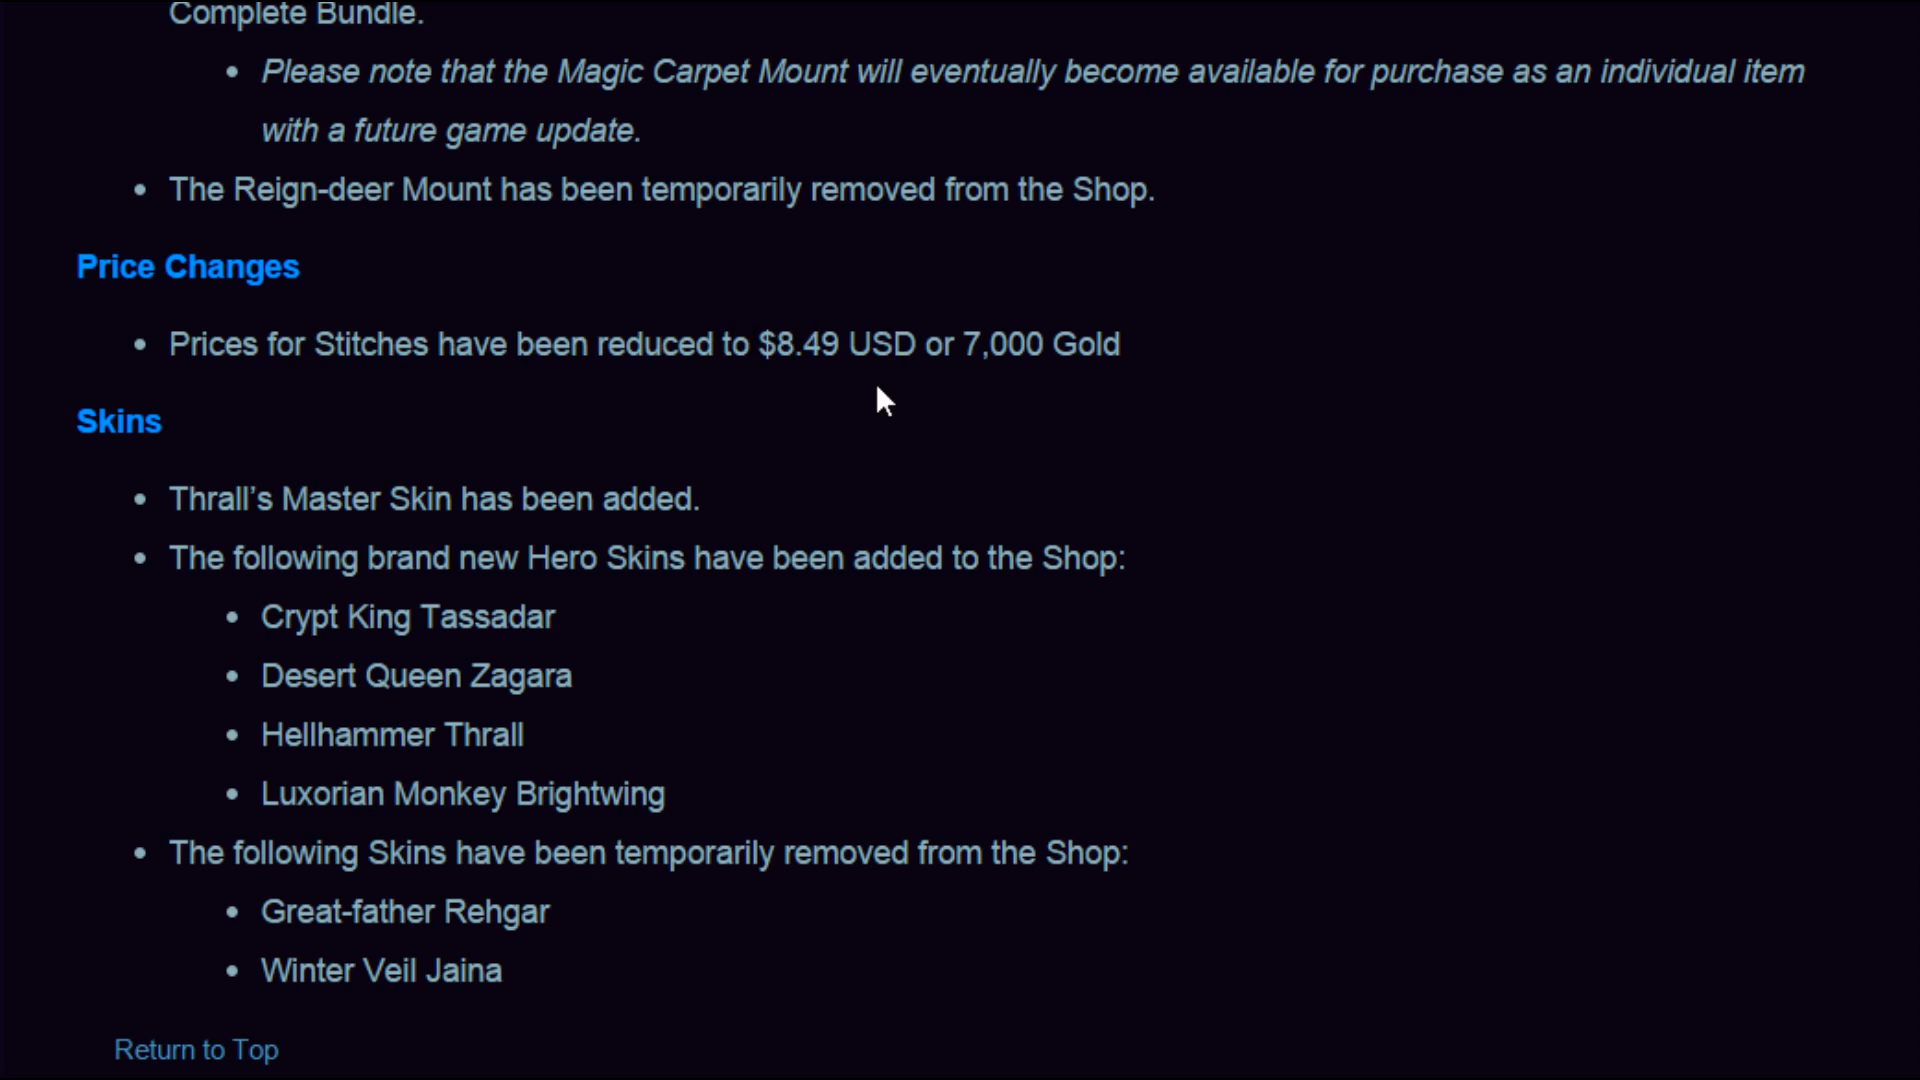 Complete Bundle.
Please note that the Magic Carpet Mount will eventually become available for purchase as an individual item
with a future game update.
The Reign-deer Mount has been temporarily removed from the Shop.
Price Changes
Prices for Stitches have been reduced to $8.49 USD or 7,000 Gold
Skins
Thrall’s Master Skin has been added.
The following brand new Hero Skins have been added to the Shop:
Crypt King Tassadar
Desert Queen Zagara
Hellhammer Thrall
Luxorian Monkey Brightwing
The following Skins have been temporarily removed from the Shop:
Great-father Rehgar
Winter Veil Jaina
Return to Top